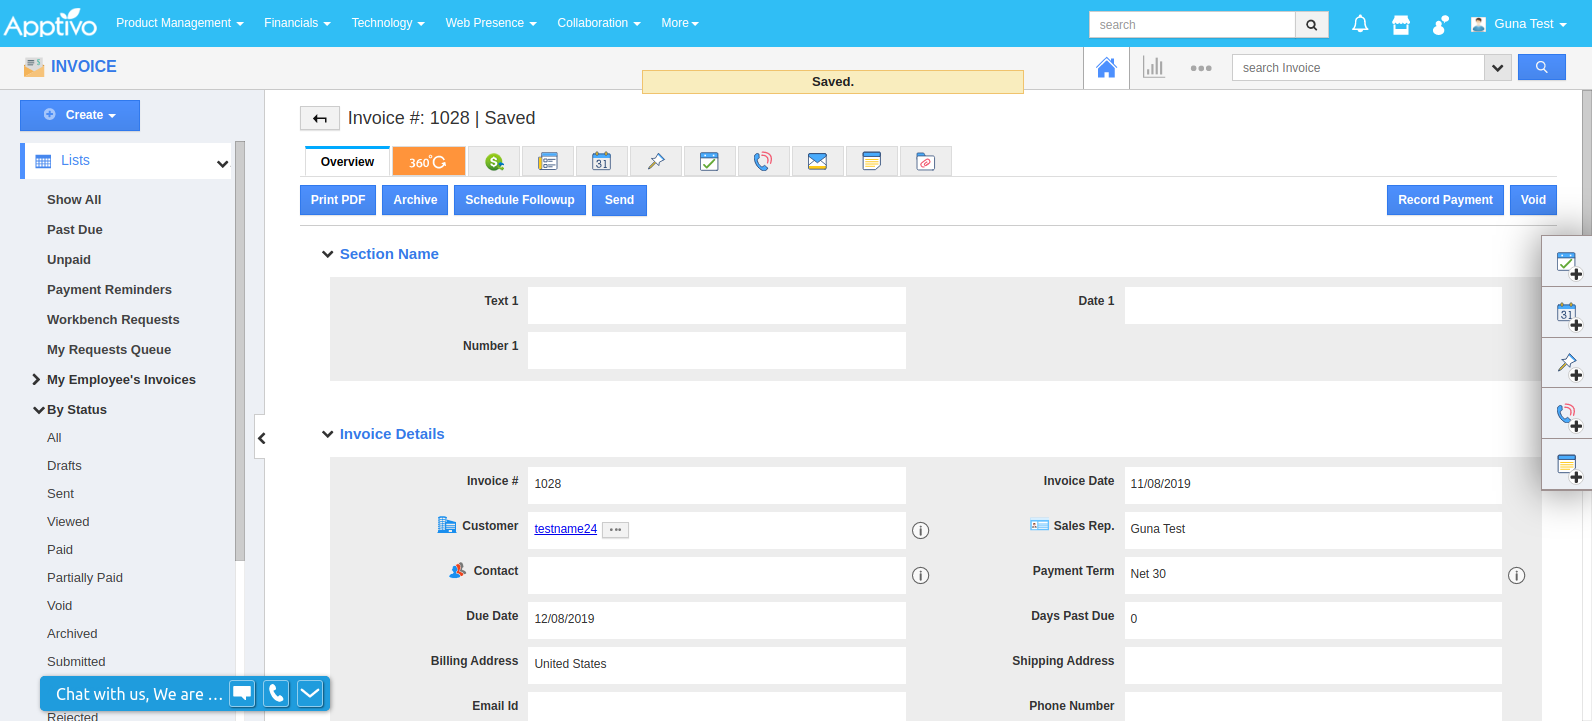 Apptivo
Product Management
Financials
Technology
Web Presence
Collaboration
More
search
Guna Test
INVOICE
Saved.
search Invoice
Create
Lists
Show All
Past Due
Unpaid
Payment Reminders
Workbench Requests
My Requests Queue
My Employee's Invoices
By Status
All
Drafts
Sent
Viewed
Paid
Partially Paid
Void
Archived
Submitted
Rejected
Chat with us, We are ...
Invoice #: 1028 | Saved
Overview
360°
31
Print PDF
Archive
Schedule Followup
Send
Record Payment
Void
Section Name
Text 1
Date 1
Number 1
Invoice Details
Invoice # 1028
Invoice Date 11/08/2019
Customer testname24
Sales Rep. Guna Test
Contact
Payment Term Net 30
Due Date 12/08/2019
Days Past Due 0
Billing Address United States
Shipping Address
Email Id
Phone Number
31